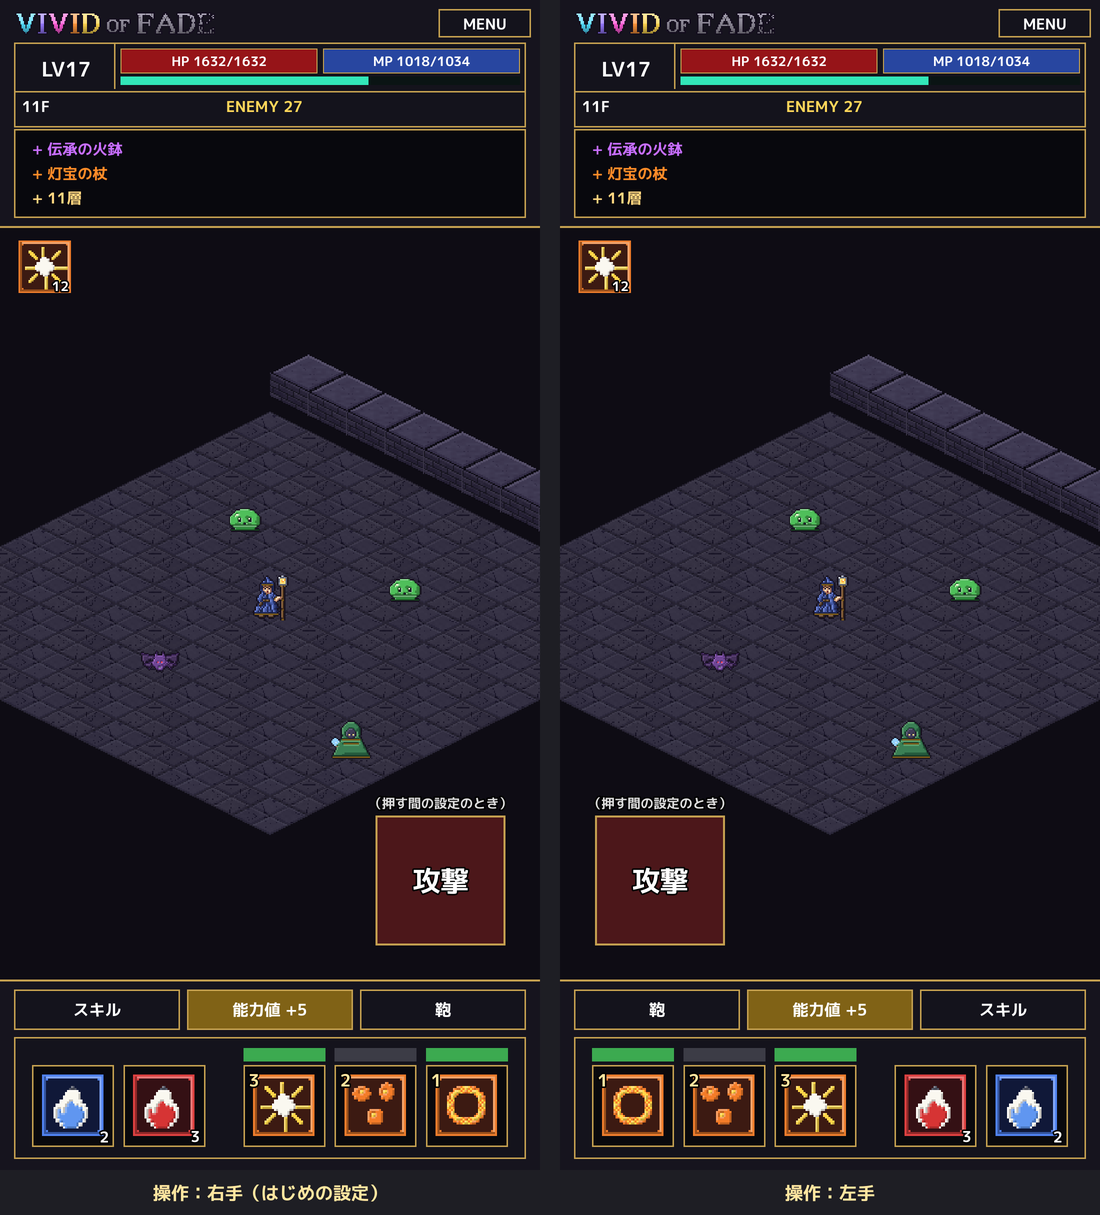 VIVID OF FADE
MENU
LV17
HP 1632/1632
MP 1018/1034
11F
ENEMY 27
+ 伝承の火鉢
+ 灯宝の杖
+ 11層
12
(押す間の設定のとき)
攻撃
スキル
能力値 +5
鞄
2
3
3
2
1
操作：右手（はじめの設定）
VIVID OF FADE
MENU
LV17
HP 1632/1632
MP 1018/1034
11F
ENEMY 27
+ 伝承の火鉢
+ 灯宝の杖
+ 11層
12
(押す間の設定のとき)
攻撃
鞄
能力値 +5
スキル
1
2
3
3
2
操作：左手